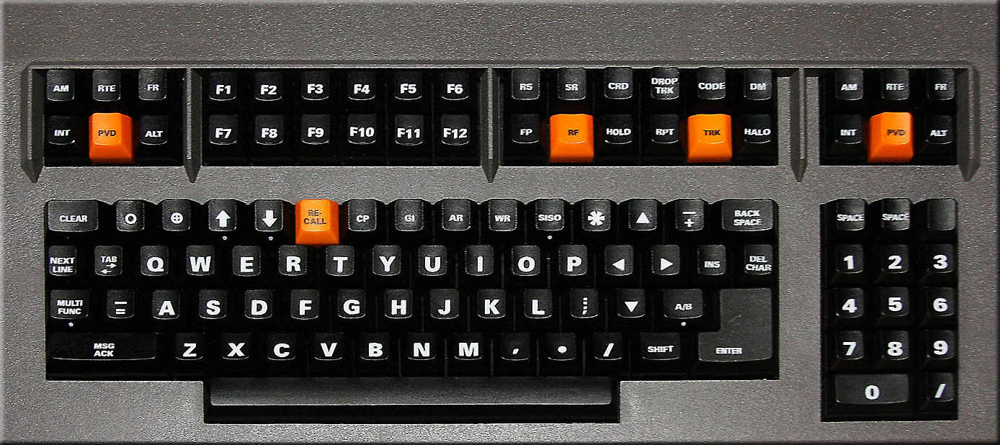 AM RTE FR F1 F2 F3 F4 F5 F6 RS SR CRD DROP TRK CODE DM AM RTE FR
INT PVD ALT F7 F8 F9 F10 F11 F12 FP RF HOLD RPT TRK HALO INT PVD ALT
CLEAR ↑ ↓ RE-CALL CP GI AR WR SISO * ▲ − + BACK SPACE SPACE SPACE
NEXT LINE TAB Q W E R T Y U I O P ◀ ▶ INS DEL CHAR 1 2 3
MULTI FUNC − = A S D F G H J K L ; : ▼ A/B 4 5 6
MSG ACK Z X C V B N M , • / SHIFT ENTER 7 8 9
0 /